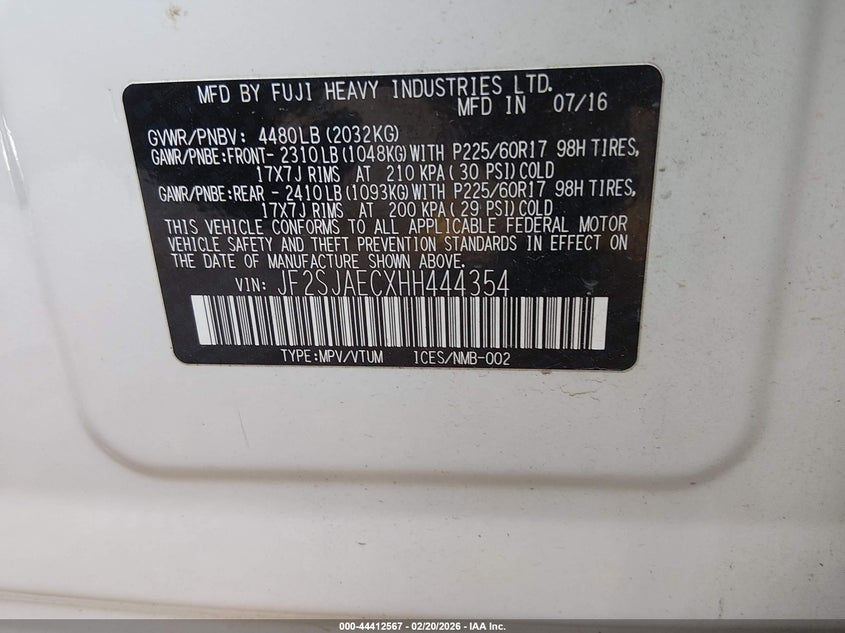 MFD BY FUJI HEAVY INDUSTRIES LTD.
MFD IN 07/16
GVWR/PNBV: 4480LB(2032KG)
GAWR/PNBE:FRONT- 2310LB(1048KG)WITH P225/60R17 98H TIRES,
17X7J RIMS AT 210 KPA(30 PSI)COLD
GAWR/PNBE:REAR - 2410LB(1093KG)WITH P225/60R17 98H TIRES,
17X7J RIMS AT 200 KPA(29 PSI)COLD
THIS VEHICLE CONFORMS TO ALL APPLICABLE FEDERAL MOTOR
VEHICLE SAFETY AND THEFT PREVENTION STANDARDS IN EFFECT ON
THE DATE OF MANUFACTURE SHOWN ABOVE.
VIN: JF2SJAECXHH444354
TYPE:MPV/VTUM ICES/NMB-002
000-44412567 - 02/20/2026 - IAA Inc.